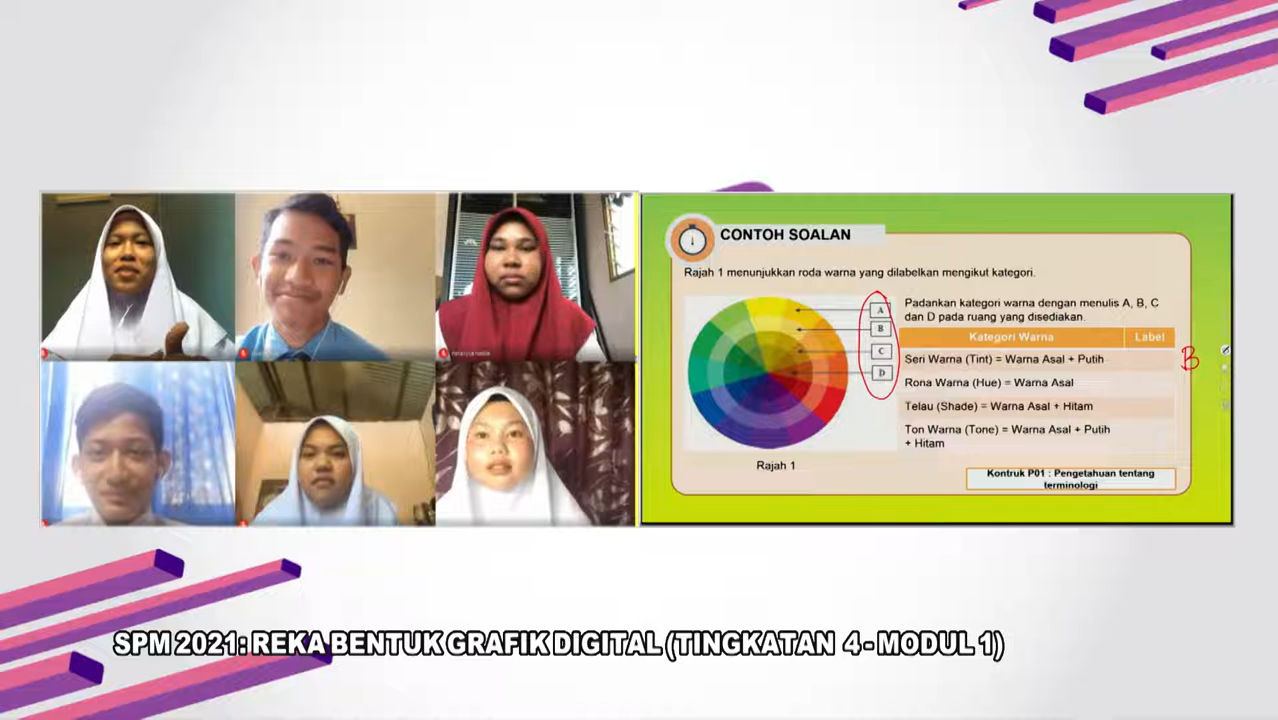 CONTOH SOALAN
Rajah 1 menunjukkan roda warna yang dilabelkan mengikut kategori.
A
B
C
D
Rajah 1
Padankan kategori warna dengan menulis A, B, C
dan D pada ruang yang disediakan.
Kategori Warna Label
Seri Warna (Tint) = Warna Asal + Putih
B
Rona Warna (Hue) = Warna Asal
Telau (Shade) = Warna Asal + Hitam
Ton Warna (Tone) = Warna Asal + Putih
+ Hitam
Kontruk P01 : Pengetahuan tentang
terminologi
SPM 2021: REKA BENTUK GRAFIK DIGITAL (TINGKATAN 4 - MODUL 1)